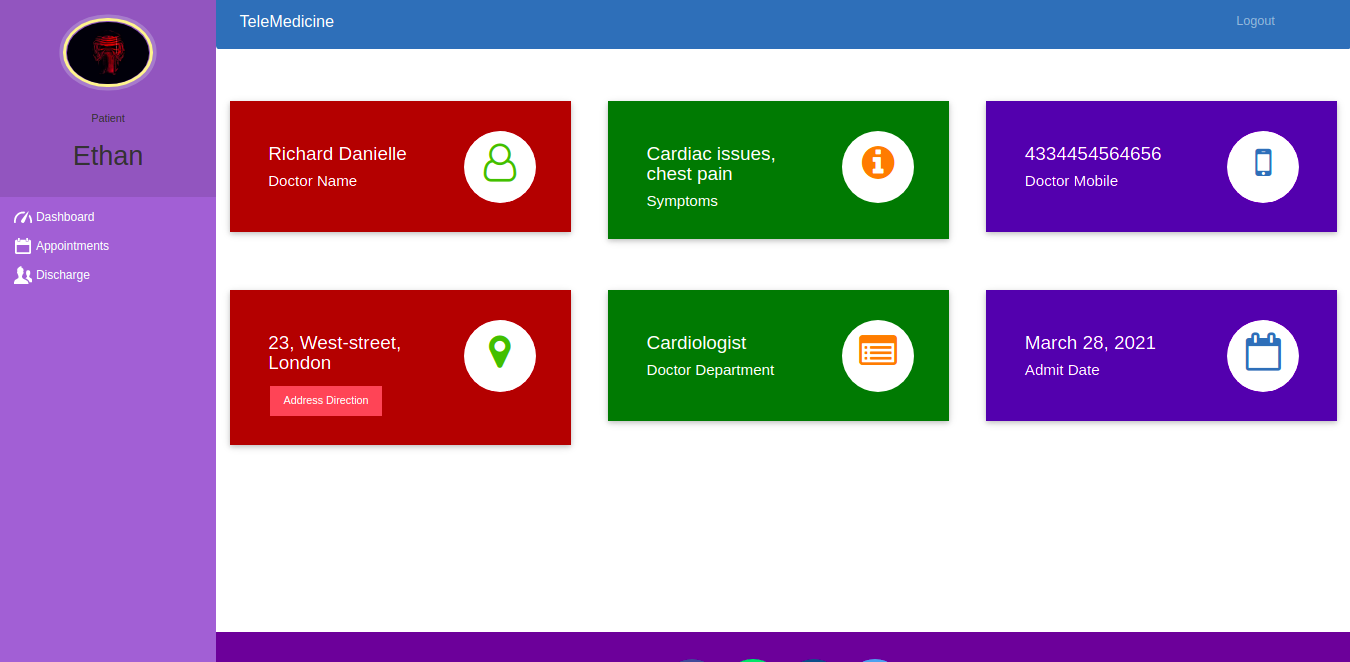 TeleMedicine
Logout
Patient
Ethan
Dashboard
Appointments
Discharge
Richard Danielle
Doctor Name
Cardiac issues,
chest pain
Symptoms
4334454564656
Doctor Mobile
23, West-street,
London
Address Direction
Cardiologist
Doctor Department
March 28, 2021
Admit Date